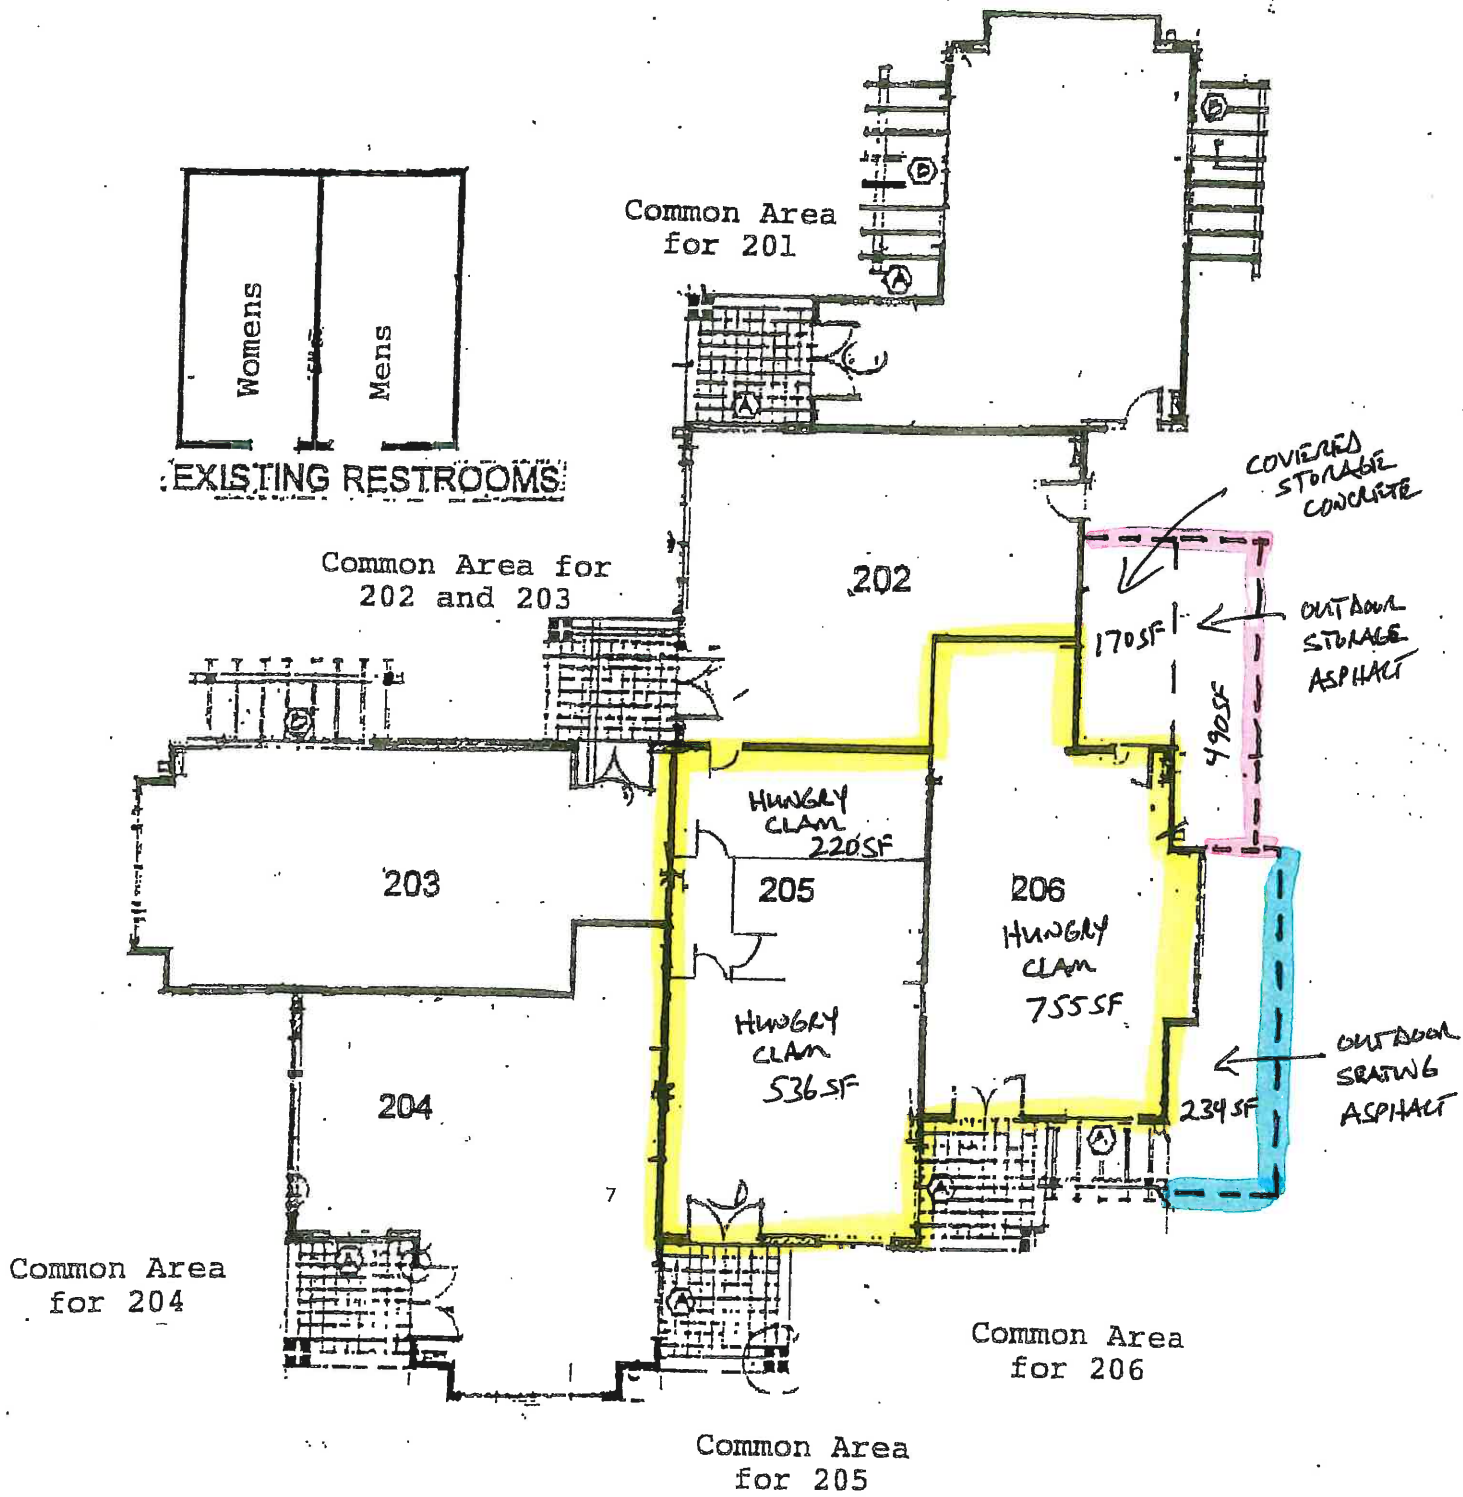 B
D
Common Area
for 201
A
Womens
Mens
A
EXISTING RESTROOMS
COVERED
STORAGE
CONCRETE
Common Area for
202 and 203
202
170SF
OUTDOOR
STORAGE
ASPHALT
490SF
D
HUNGRY
CLAM
220SF
203
205
206
HUNGRY
CLAM
755SF
HUNGRY
CLAM
536SF
OUTDOOR
SEATING
ASPHALT
204
234SF
A
7
A
A
Common Area
for 204
A
Common Area
for 206
Common Area
for 205